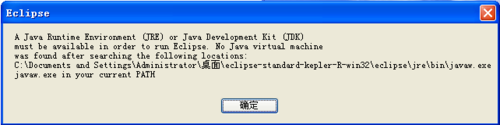 Eclipse
A Java Runtime Environment (JRE) or Java Development Kit (JDK)
must be available in order to run Eclipse. No Java virtual machine
was found after searching the following locations:
C:\Documents and Settings\Administrator\桌面\eclipse-standard-kepler-R-win32\eclipse\jre\bin\javaw.exe
javaw.exe in your current PATH
确定